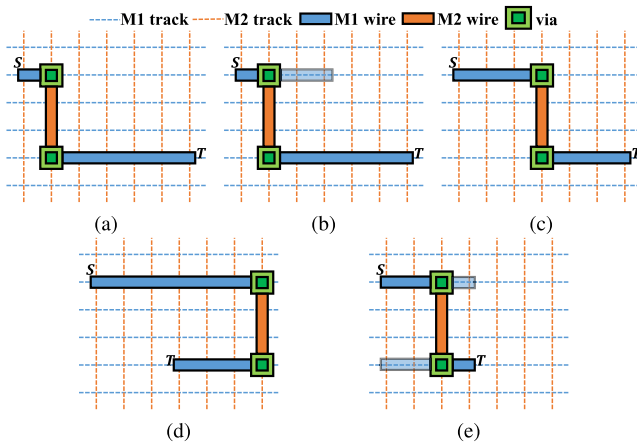 M1 track M2 track M1 wire M2 wire via
S S S
T T T
(a) (b) (c)
S S
T T
(d) (e)